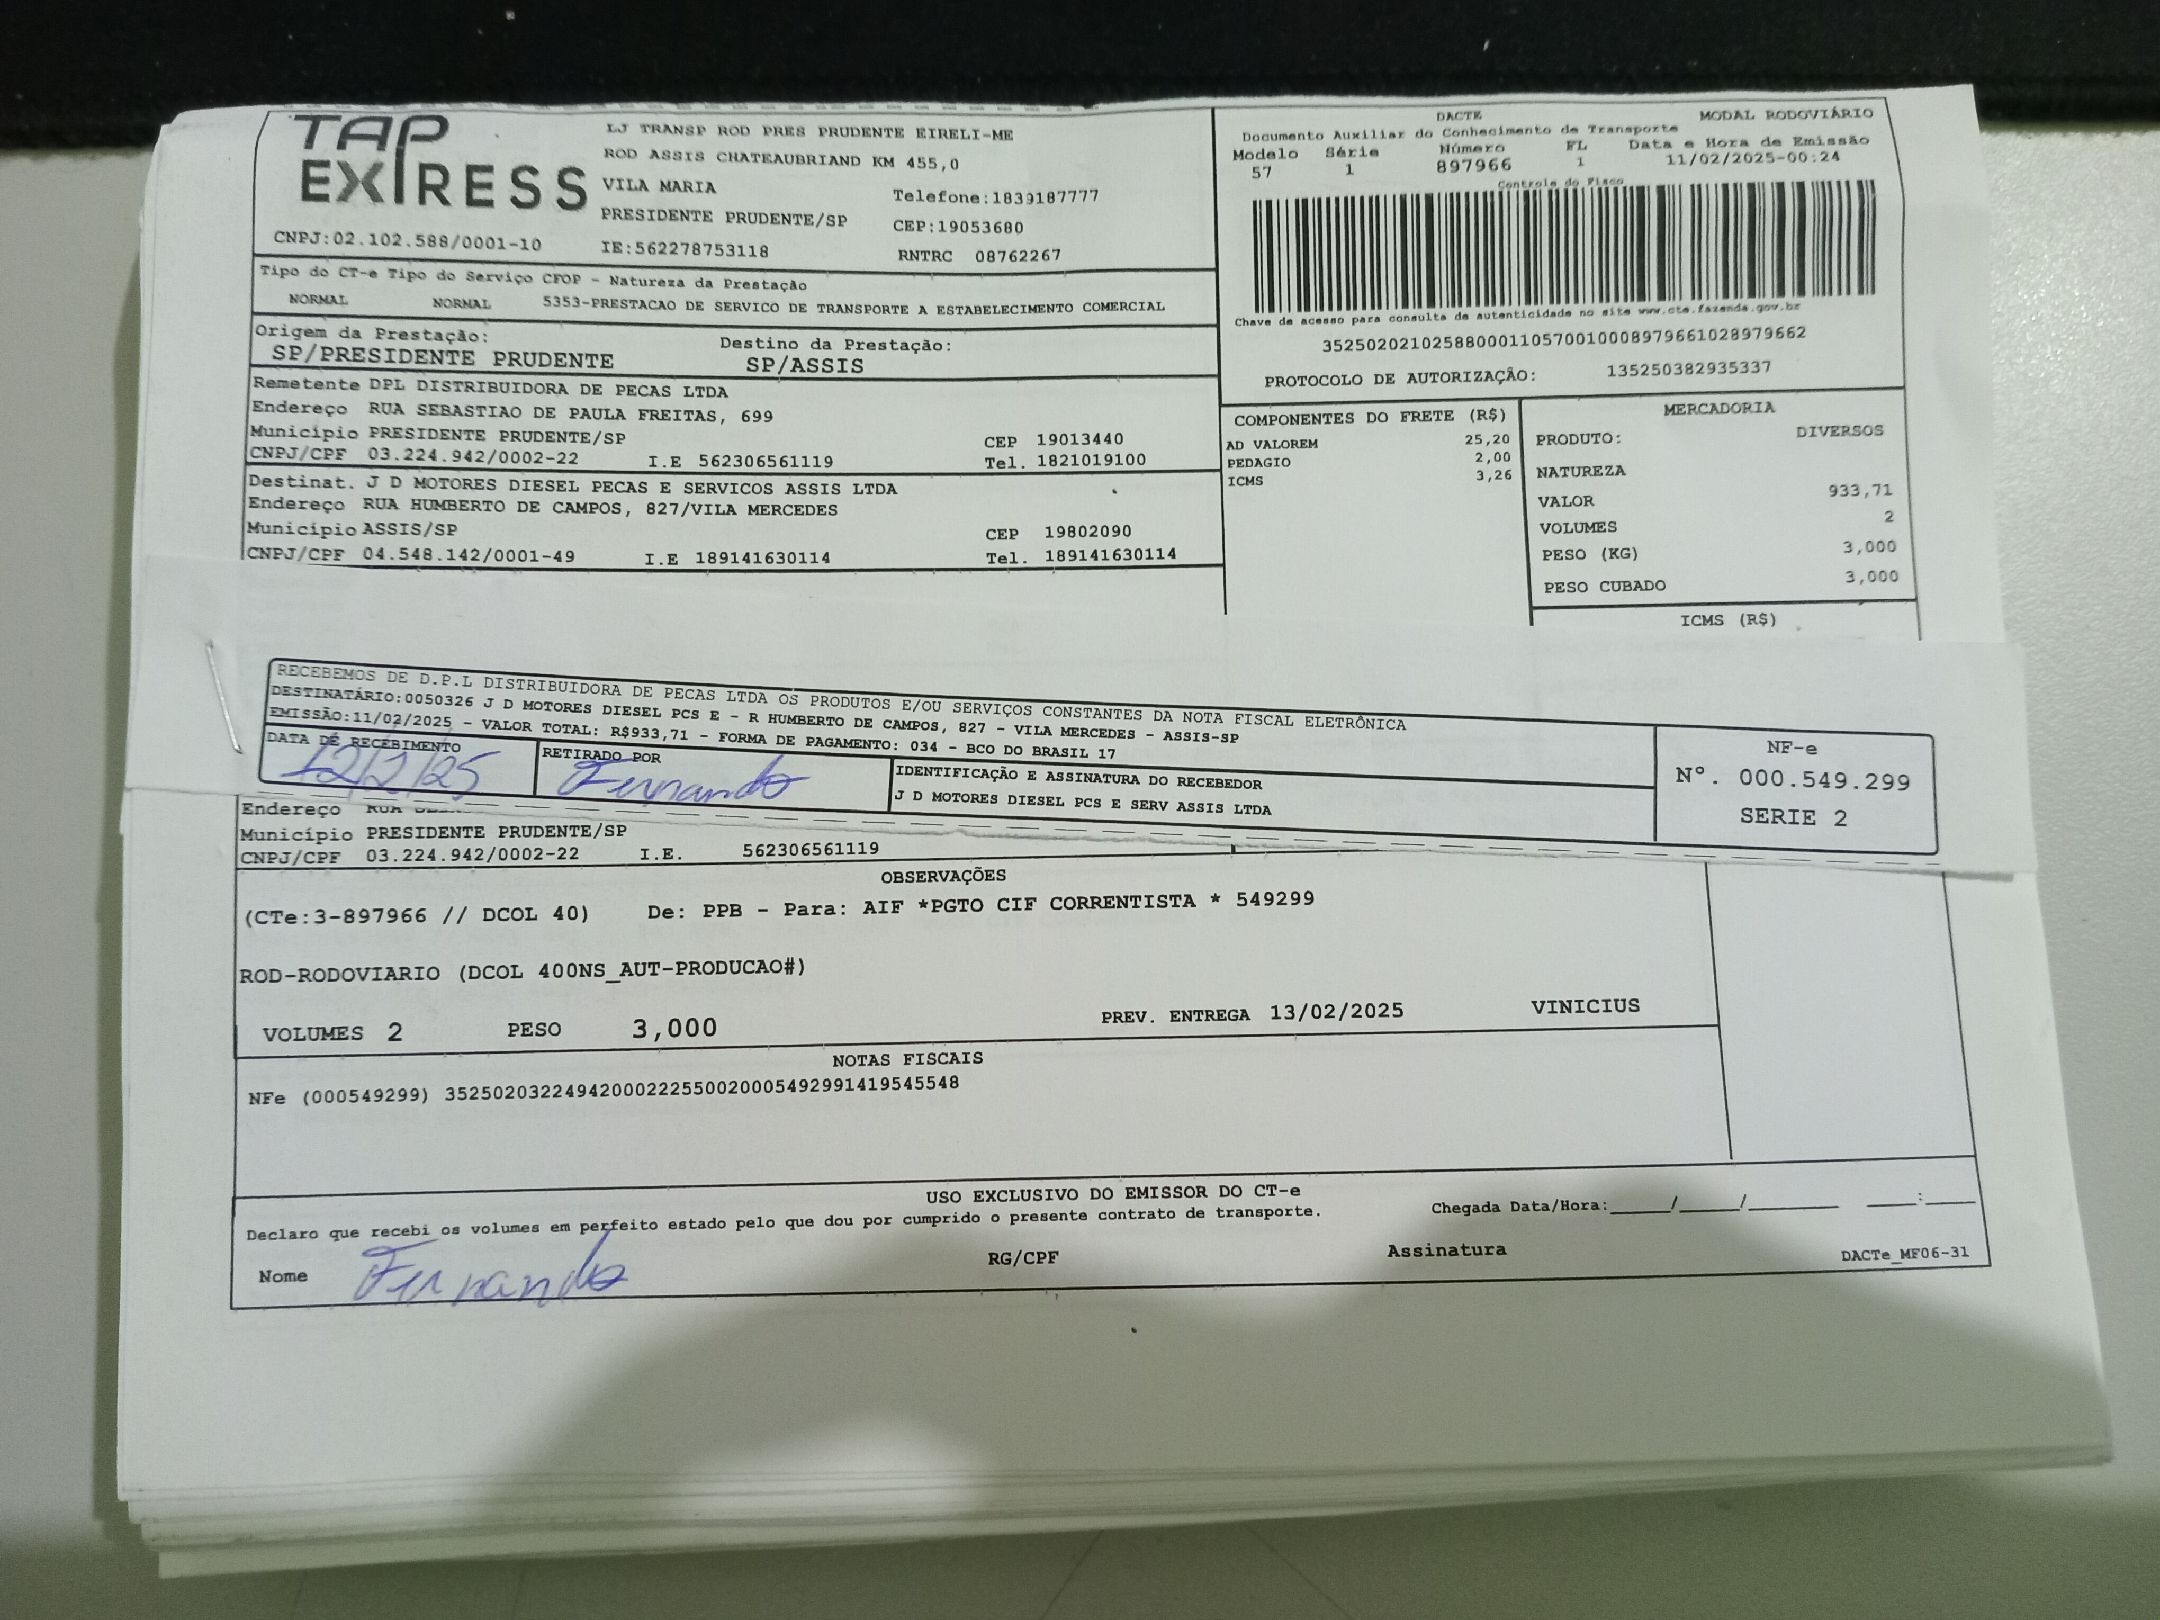 TAP EXPRESS
LJ TRANSP ROD PRES PRUDENTE EIRELI-ME
ROD ASSIS CHATEAUBRIAND KM 455,0
VILA MARIA
Telefone:1839187777
PRESIDENTE PRUDENTE/SP
CEP:19053680
CNPJ:02.102.588/0001-10
IE:562278753118
RNTRC 08762267
DACTE
MODAL RODOVIÁRIO
Documento Auxiliar do Conhecimento de Transporte
Modelo Série Número FL Data e Hora de Emissão
57 1 897966 1 11/02/2025-00:24
Controle do Fisco
Chave de acesso para consulta de autenticidade no site www.cte.fazenda.gov.br
35250202102588000110570010008979661028979662
PROTOCOLO DE AUTORIZAÇÃO: 135250382935337
Tipo do CT-e Tipo do Serviço CFOP - Natureza da Prestação
NORMAL NORMAL 5353-PRESTACAO DE SERVICO DE TRANSPORTE A ESTABELECIMENTO COMERCIAL
Origem da Prestação: Destino da Prestação:
SP/PRESIDENTE PRUDENTE SP/ASSIS
Remetente DPL DISTRIBUIDORA DE PECAS LTDA
Endereço RUA SEBASTIAO DE PAULA FREITAS, 699
Município PRESIDENTE PRUDENTE/SP CEP 19013440
CNPJ/CPF 03.224.942/0002-22 I.E 562306561119 Tel. 1821019100
Destinat. J D MOTORES DIESEL PECAS E SERVICOS ASSIS LTDA
Endereço RUA HUMBERTO DE CAMPOS, 827/VILA MERCEDES
Município ASSIS/SP CEP 19802090
CNPJ/CPF 04.548.142/0001-49 I.E 189141630114 Tel. 189141630114
COMPONENTES DO FRETE (R$)
AD VALOREM 25,20
PEDAGIO 2,00
ICMS 3,26
MERCADORIA
PRODUTO: DIVERSOS
NATUREZA
VALOR 933,71
VOLUMES 2
PESO (KG) 3,000
PESO CUBADO 3,000
ICMS (R$)
RECEBEMOS DE D.P.L DISTRIBUIDORA DE PECAS LTDA OS PRODUTOS E/OU SERVIÇOS CONSTANTES DA NOTA FISCAL ELETRÔNICA
DESTINATÁRIO:0050326 J D MOTORES DIESEL PCS E - R HUMBERTO DE CAMPOS, 827 - VILA MERCEDES - ASSIS-SP
EMISSÃO:11/02/2025 - VALOR TOTAL: R$933,71 - FORMA DE PAGAMENTO: 034 - BCO DO BRASIL 17
DATA DE RECEBIMENTO
12/2/25
RETIRADO POR
Fernando
IDENTIFICAÇÃO E ASSINATURA DO RECEBEDOR
J D MOTORES DIESEL PCS E SERV ASSIS LTDA
NF-e
Nº. 000.549.299
SERIE 2
Endereço RUA
Município PRESIDENTE PRUDENTE/SP
CNPJ/CPF 03.224.942/0002-22 I.E. 562306561119
OBSERVAÇÕES
(CTe:3-897966 // DCOL 40) De: PPB - Para: AIF *PGTO CIF CORRENTISTA * 549299
ROD-RODOVIARIO (DCOL 400NS_AUT-PRODUCAO#)
VOLUMES 2 PESO 3,000 PREV. ENTREGA 13/02/2025 VINICIUS
NOTAS FISCAIS
NFe (000549299) 35250203224942000222550020005492991419545548
USO EXCLUSIVO DO EMISSOR DO CT-e
Declaro que recebi os volumes em perfeito estado pelo que dou por cumprido o presente contrato de transporte.
Chegada Data/Hora:_____/_____/________ ____:____
Nome Fernando RG/CPF Assinatura DACTe_MF06-31